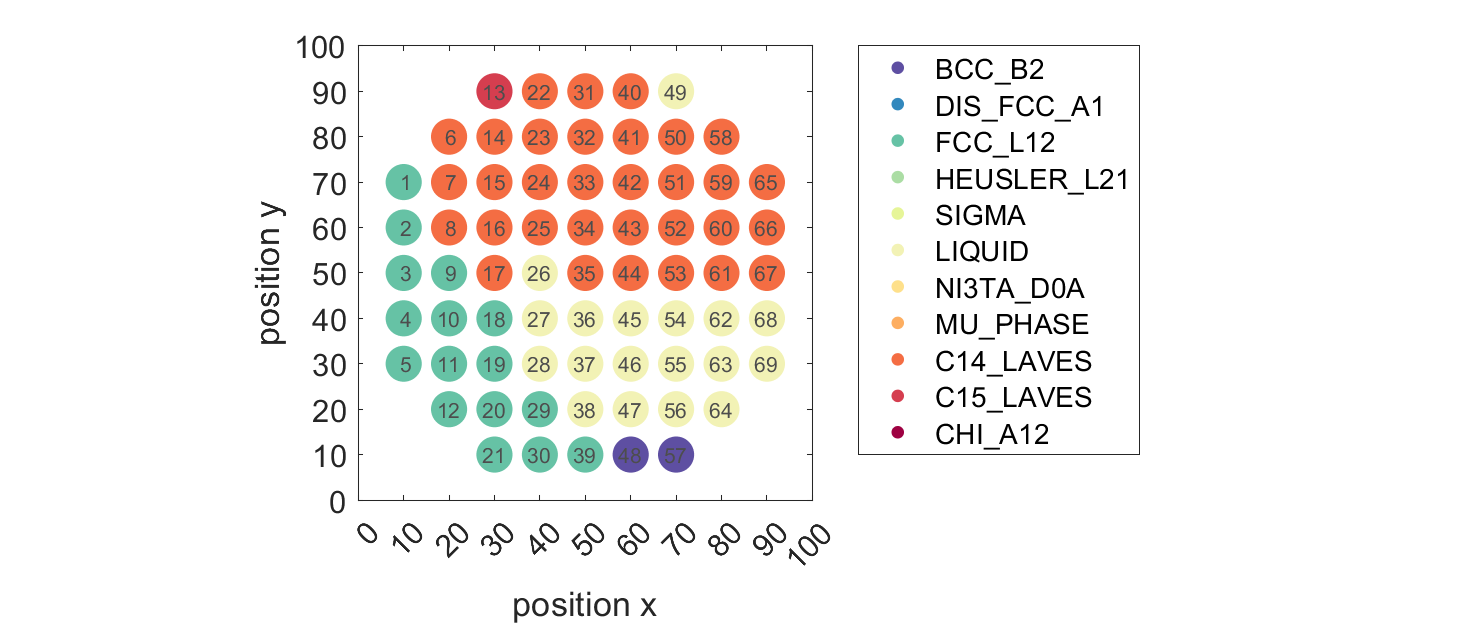 100
90
80
70
60
50
40
30
20
10
0
position y
13 22 31 40 49
6 14 23 32 41 50 58
1 7 15 24 33 42 51 59 65
2 8 16 25 34 43 52 60 66
3 9 17 26 35 44 53 61 67
4 10 18 27 36 45 54 62 68
5 11 19 28 37 46 55 63 69
12 20 29 38 47 56 64
21 30 39 48 57
0 10 20 30 40 50 60 70 80 90 100
position x
BCC_B2
DIS_FCC_A1
FCC_L12
HEUSLER_L21
SIGMA
LIQUID
NI3TA_D0A
MU_PHASE
C14_LAVES
C15_LAVES
CHI_A12